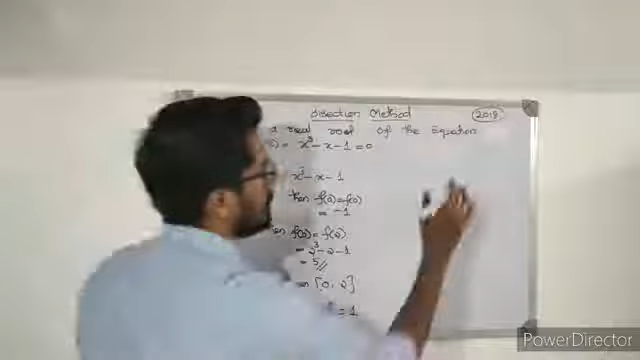 Bisection Method 2018
a real root of the Equation
x³-x-1=0
x³-x-1
then f(a)=f(0)
= -1
f(b)=f(2)
= 2³-2-1
= 5//
[0, 2]
= 1
PowerDirector